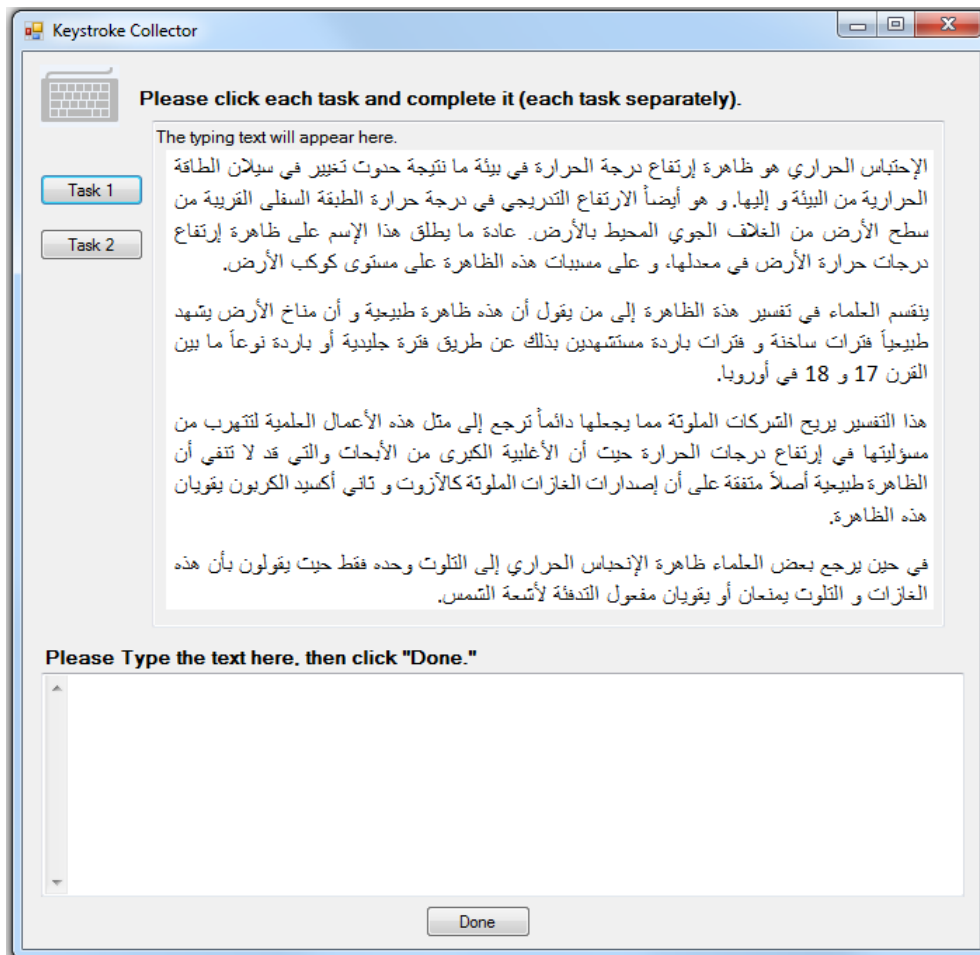 Keystroke Collector
Please click each task and complete it (each task separately).
The typing text will appear here.
Task 1
Task 2
الإحتباس الحراري هو ظاهرة إرتفاع درجة الحرارة في بيئة ما نتيجة حدوث تغيير في سيلان الطاقة
الحرارية من البيئة و إليها. و هو أيضاً الارتفاع التدريجي في درجة حرارة الطبقة السفلى القريبة من
سطح الأرض من الغلاف الجوي المحيط بالأرض. عادة ما يطلق هذا الإسم على ظاهرة إرتفاع
درجات حرارة الأرض في معدلها، و على مسببات هذه الظاهرة على مستوى كوكب الأرض.
ينقسم العلماء في تفسير هذة الظاهرة إلى من يقول أن هذه ظاهرة طبيعية و أن مناخ الأرض يشهد
طبيعياً فترات ساخنة و فترات باردة مستشهدين بذلك عن طريق فترة جليدية أو باردة نوعاً ما بين
القرن 17 و 18 في أوروبا.
هذا التفسير يريح الشركات الملوثة مما يجعلها دائماً ترجع إلى مثل هذه الأعمال العلمية لتتهرب من
مسؤليتها في إرتفاع درجات الحرارة حيث أن الأغلبية الكبرى من الأبحاث والتي قد لا تنفي أن
الظاهرة طبيعية أصلاً متفقة على أن إصدارات الغازات الملوثة كالآزوت و ثاني أكسيد الكربون يقويان
هذه الظاهرة.
في حين يرجع بعض العلماء ظاهرة الإنحباس الحراري إلى التلوث وحده فقط حيث يقولون بأن هذه
الغازات و التلوث يمنعان أو يقويان مفعول التدفئة لأشعة الشمس.
Please Type the text here, then click "Done."
Done